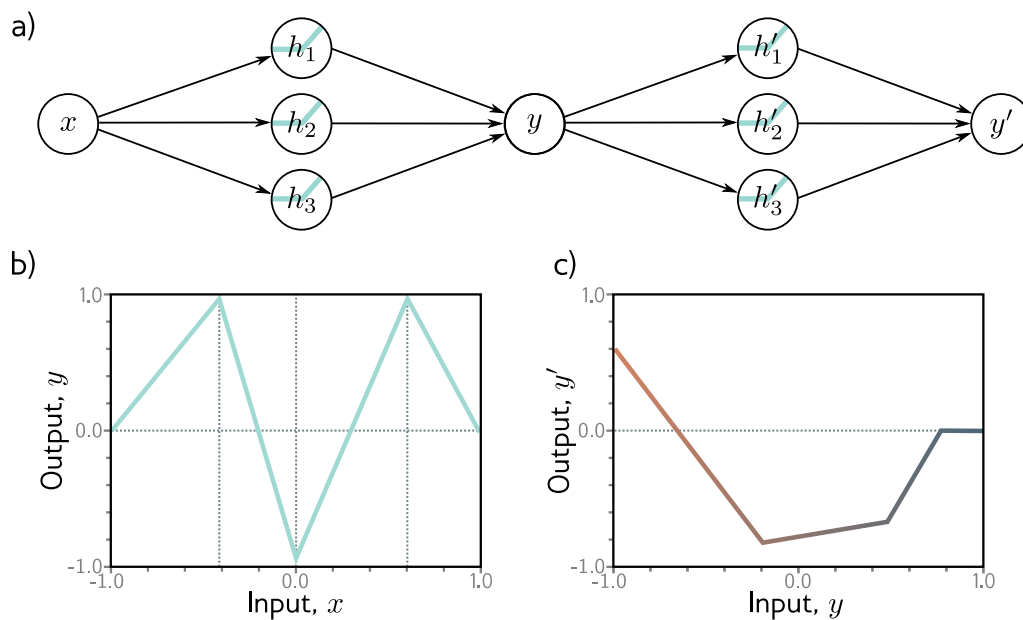 a)
h₁
h₂
h₃
x
y
h′₁
h′₂
h′₃
y′
b)
1.0
0.0
-1.0
Output, y
-1.0
0.0
1.0
Input, x
c)
1.0
0.0
-1.0
Output, y′
-1.0
0.0
1.0
Input, y